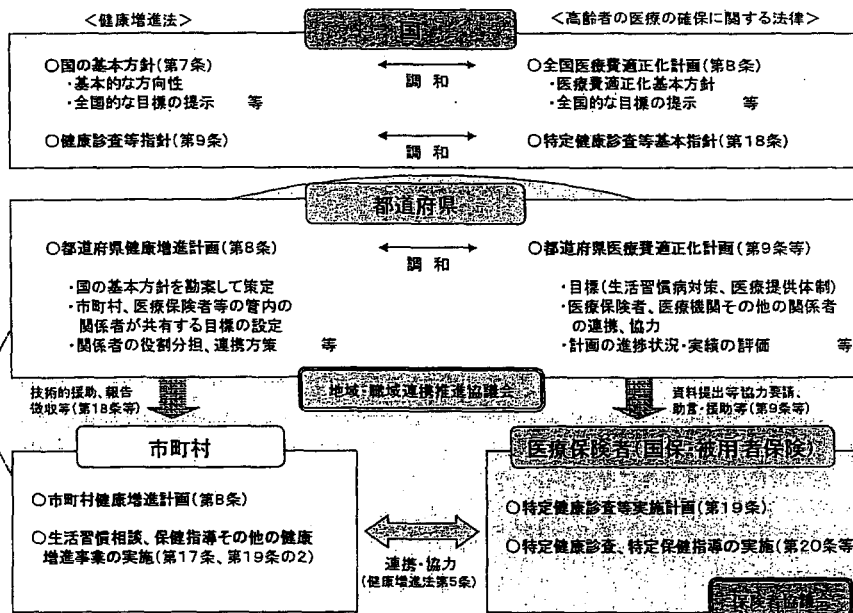 <健康増進法>
国
<高齢者の医療の確保に関する法律>
○国の基本方針(第7条)
・基本的な方向性
・全国的な目標の提示 等
調和
○全国医療費適正化計画(第8条)
・医療費適正化基本方針
・全国的な目標の提示 等
○健康診査等指針(第9条)
調和
○特定健康診査等基本指針(第18条)
都道府県
○都道府県健康増進計画(第8条)
調和
○都道府県医療費適正化計画(第9条等)
・国の基本方針を勘案して策定
・市町村、医療保険者等の管内の
関係者が共有する目標の設定
・関係者の役割分担、連携方策 等
・目標(生活習慣病対策、医療提供体制)
・医療保険者、医療機関その他の関係者
の連携、協力
・計画の進捗状況・実績の評価 等
地域・職域連携推進協議会
技術的援助、報告
徴収等(第18条等)
資料提出等協力要請、
助言・援助等(第9条等)
市町村
○市町村健康増進計画(第8条)
○生活習慣相談、保健指導その他の健康
増進事業の実施(第17条、第19条の2)
連携・協力
(健康増進法第5条)
医療保険者(国保・被用者保険)
○特定健康診査等実施計画(第19条)
○特定健康診査、特定保健指導の実施(第20条等)
保険者協議会